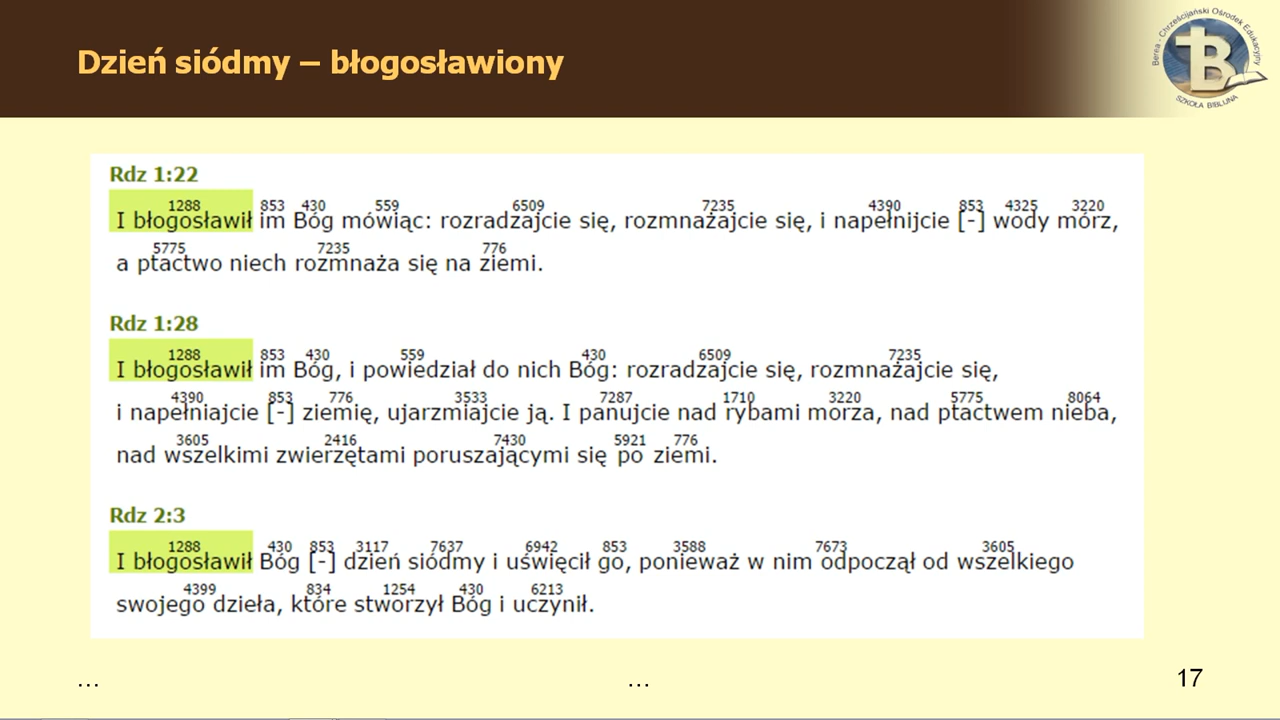 Dzień siódmy – błogosławiony
Berea - Chrześcijański Ośrodek Edukacyjny
B
SZKOŁA BIBLIJNA
Rdz 1:22
1288 853 430 559 6509 7235 4390 853 4325 3220
I błogosławił im Bóg mówiąc: rozradzajcie się, rozmnażajcie się, i napełnijcie [-] wody mórz,
5775 7235 776
a ptactwo niech rozmnaża się na ziemi.
Rdz 1:28
1288 853 430 559 430 6509 7235
I błogosławił im Bóg, i powiedział do nich Bóg: rozradzajcie się, rozmnażajcie się,
4390 853 776 3533 7287 1710 3220 5775 8064
i napełniajcie [-] ziemię, ujarzmiajcie ją. I panujcie nad rybami morza, nad ptactwem nieba,
3605 2416 7430 5921 776
nad wszelkimi zwierzętami poruszającymi się po ziemi.
Rdz 2:3
1288 430 853 3117 7637 6942 853 3588 7673 3605
I błogosławił Bóg [-] dzień siódmy i uświęcił go, ponieważ w nim odpoczął od wszelkiego
4399 834 1254 430 6213
swojego dzieła, które stworzył Bóg i uczynił.
... ... 17